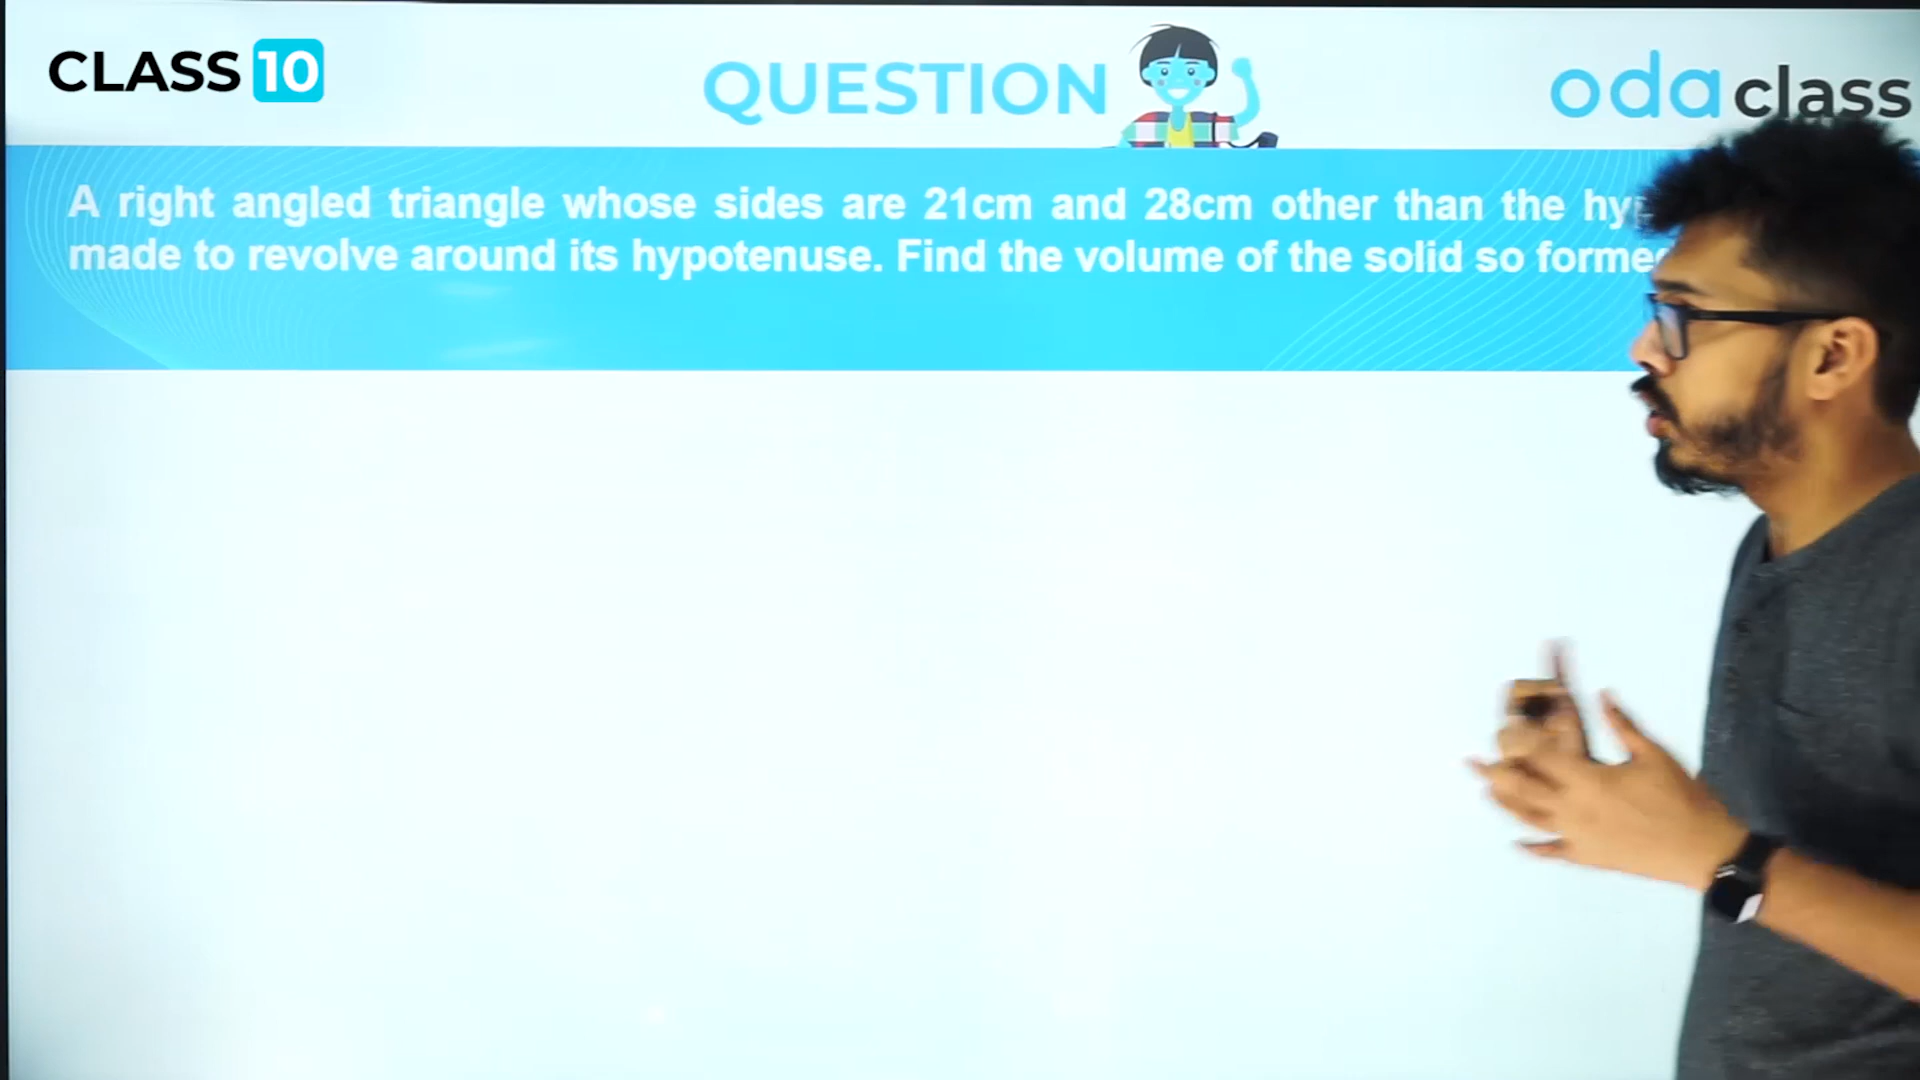 CLASS 10
QUESTION
oda class
A right angled triangle whose sides are 21cm and 28cm other than the
made to revolve around its hypotenuse. Find the volume of the solid so